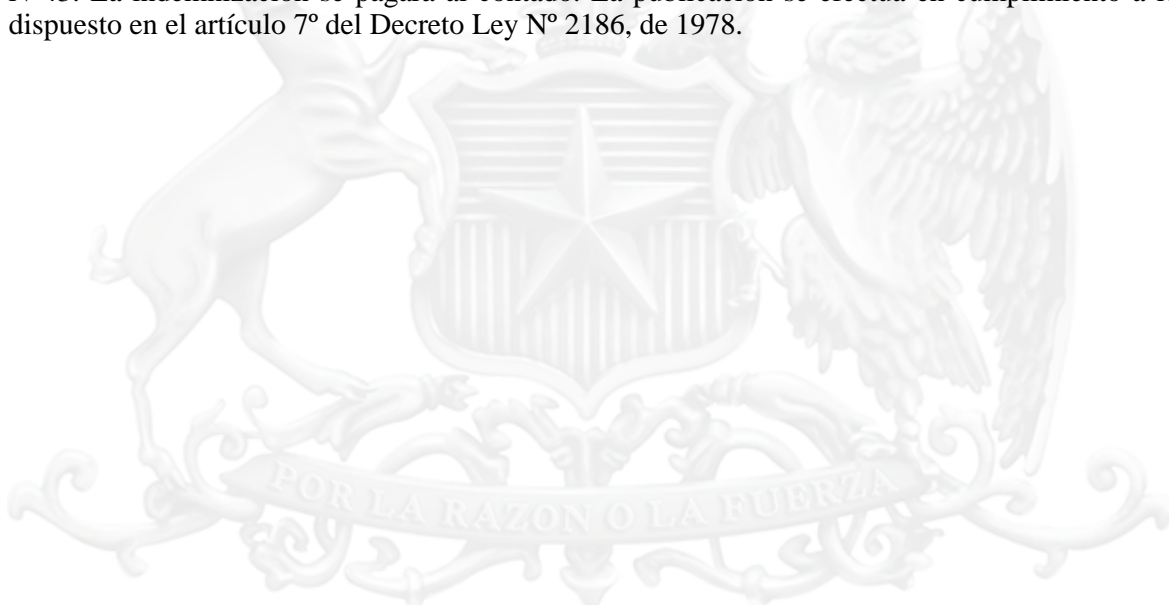 Nº 43. La indemnización se pagará al contado. La publicación se efectúa en cumplimiento a lo
dispuesto en el artículo 7º del Decreto Ley Nº 2186, de 1978.
POR LA RAZON O LA FUERZA